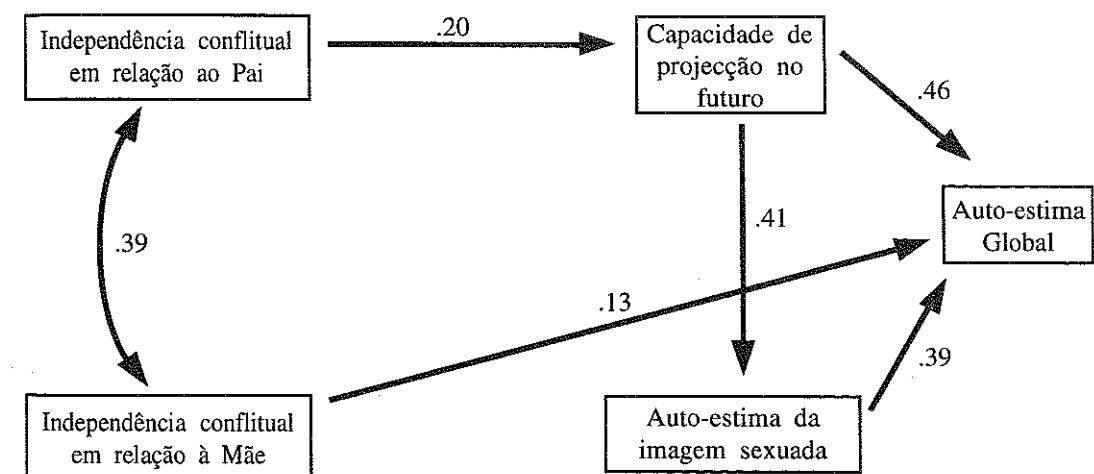 Independência conflitual
em relação ao Pai
.20
Capacidade de
projecção no
futuro
.46
.39
.41
Auto-estima
Global
.13
.39
Independência conflitual
em relação à Mãe
Auto-estima da
imagem sexuada